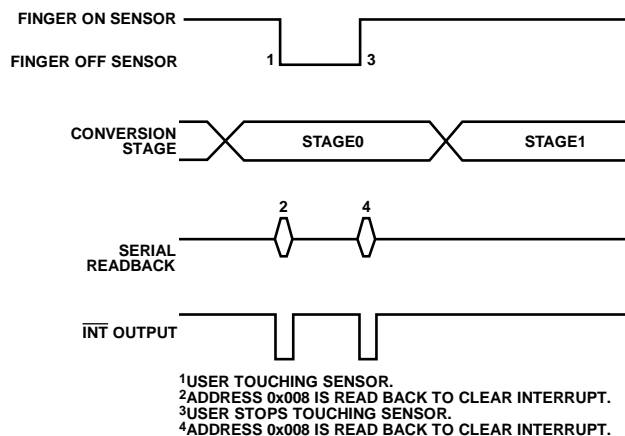 FINGER ON SENSOR
FINGER OFF SENSOR
1
3
CONVERSION
STAGE
STAGE0
STAGE1
2
4
SERIAL
READBACK
INT OUTPUT
1USER TOUCHING SENSOR.
2ADDRESS 0x008 IS READ BACK TO CLEAR INTERRUPT.
3USER STOPS TOUCHING SENSOR.
4ADDRESS 0x008 IS READ BACK TO CLEAR INTERRUPT.